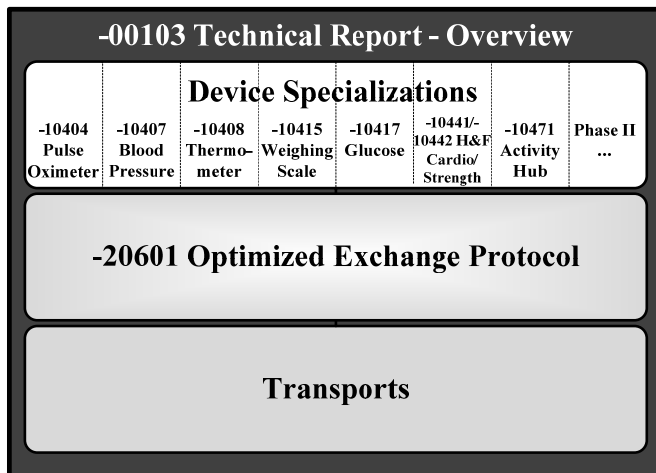 -00103 Technical Report - Overview
Device Specializations
-10404
Pulse
Oximeter
-10407
Blood
Pressure
-10408
Thermo-
meter
-10415
Weighing
Scale
-10417
Glucose
-10441/-
10442 H&F
Cardio/
Strength
-10471
Activity
Hub
Phase II
...
-20601 Optimized Exchange Protocol
Transports